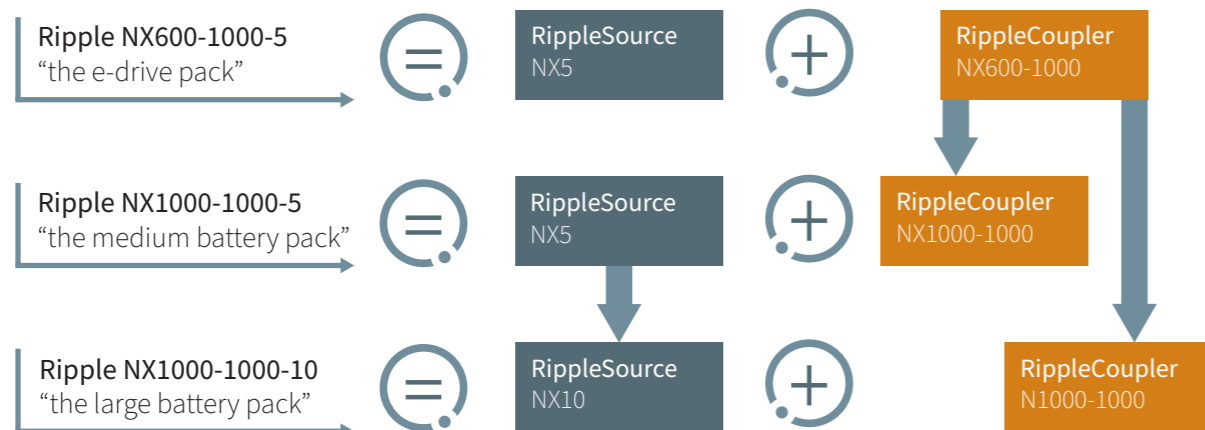 Ripple NX600-1000-5
“the e-drive pack”
=
RippleSource
NX5
+
RippleCoupler
NX600-1000
Ripple NX1000-1000-5
“the medium battery pack”
=
RippleSource
NX5
+
RippleCoupler
NX1000-1000
Ripple NX1000-1000-10
“the large battery pack”
=
RippleSource
NX10
+
RippleCoupler
N1000-1000